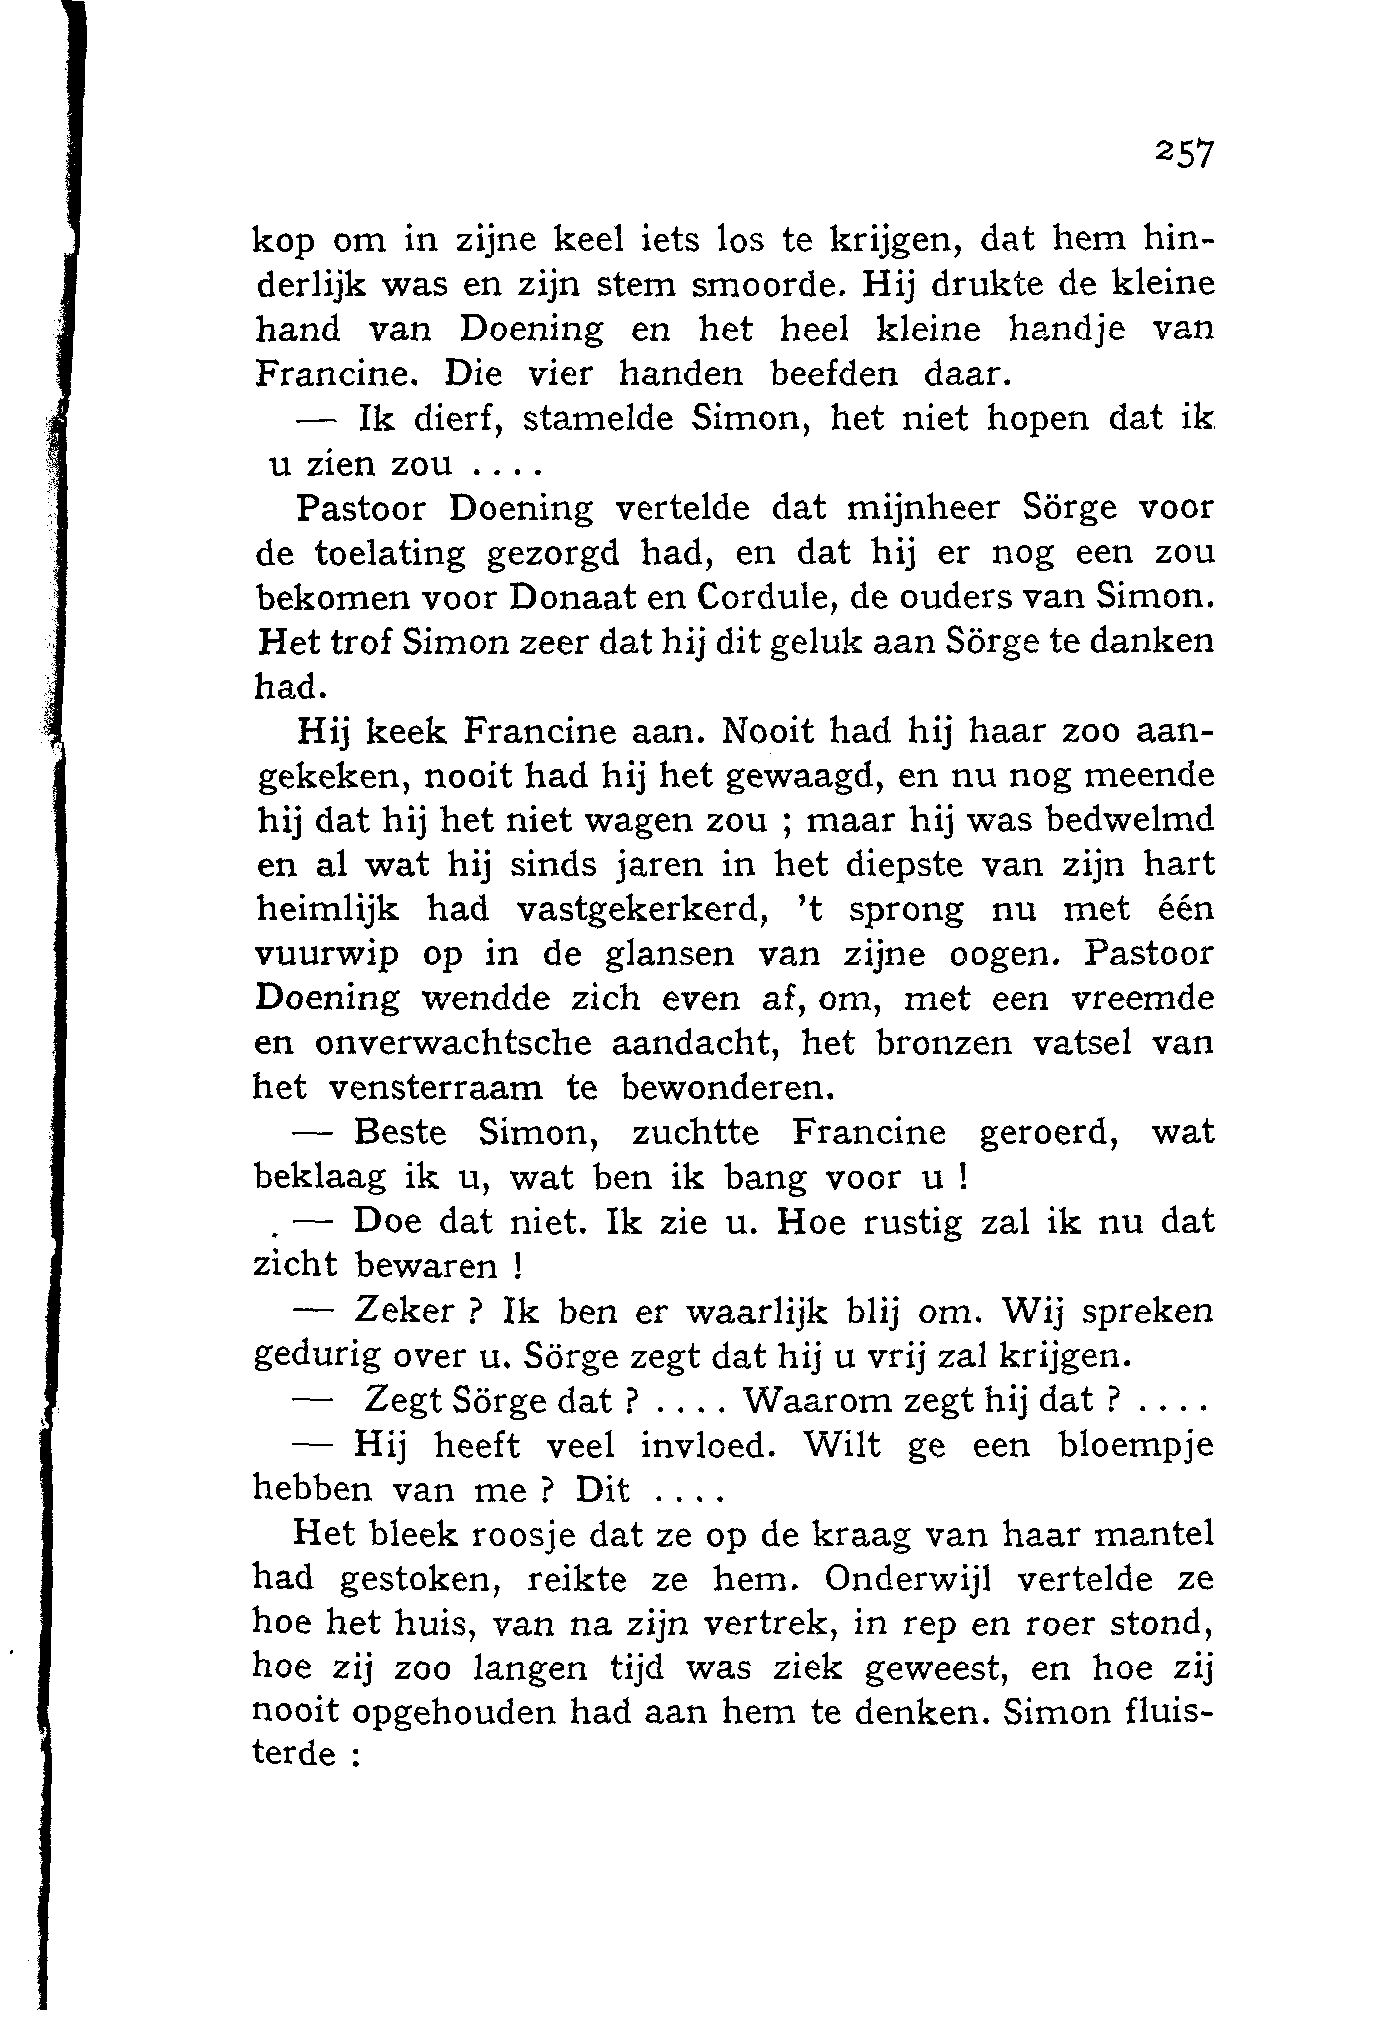 257
kop om in zijne keel iets los te krijgen, dat hem hin-
derlijk was en zijn stem smoorde. Hij drukte de kleine
hand van Doening en het heel kleine handje van
Francine. Die vier handen beefden daar.
— Ik dierf, stamelde Simon, het niet hopen dat ik
u zien zou ....
Pastoor Doening vertelde dat mijnheer Sörge voor
de toelating gezorgd had, en dat hij er nog een zou
bekomen voor Donaat en Cordule, de ouders van Simon.
Het trof Simon zeer dat hij dit geluk aan Sörge te danken
had.
Hij keek Francine aan. Nooit had hij haar zoo aan-
gekeken, nooit had hij het gewaagd, en nu nog meende
hij dat hij het niet wagen zou ; maar hij was bedwelmd
en al wat hij sinds jaren in het diepste van zijn hart
heimlijk had vastgekerkerd, 't sprong nu met één
vuurwip op in de glansen van zijne oogen. Pastoor
Doening wendde zich even af, om, met een vreemde
en onverwachtsche aandacht, het bronzen vatsel van
het vensterraam te bewonderen.
— Beste Simon, zuchtte Francine geroerd, wat
beklaag ik u, wat ben ik bang voor u !
— Doe dat niet. Ik zie u. Hoe rustig zal ik nu dat
zicht bewaren !
— Zeker ? Ik ben er waarlijk blij om. Wij spreken
gedurig over u. Sörge zegt dat hij u vrij zal krijgen.
— Zegt Sörge dat ? .... Waarom zegt hij dat ? ....
— Hij heeft veel invloed. Wilt ge een bloempje
hebben van me ? Dit ....
Het bleek roosje dat ze op de kraag van haar mantel
had gestoken, reikte ze hem. Onderwijl vertelde ze
hoe het huis, van na zijn vertrek, in rep en roer stond,
hoe zij zoo langen tijd was ziek geweest, en hoe zij
nooit opgehouden had aan hem te denken. Simon fluis-
terde :